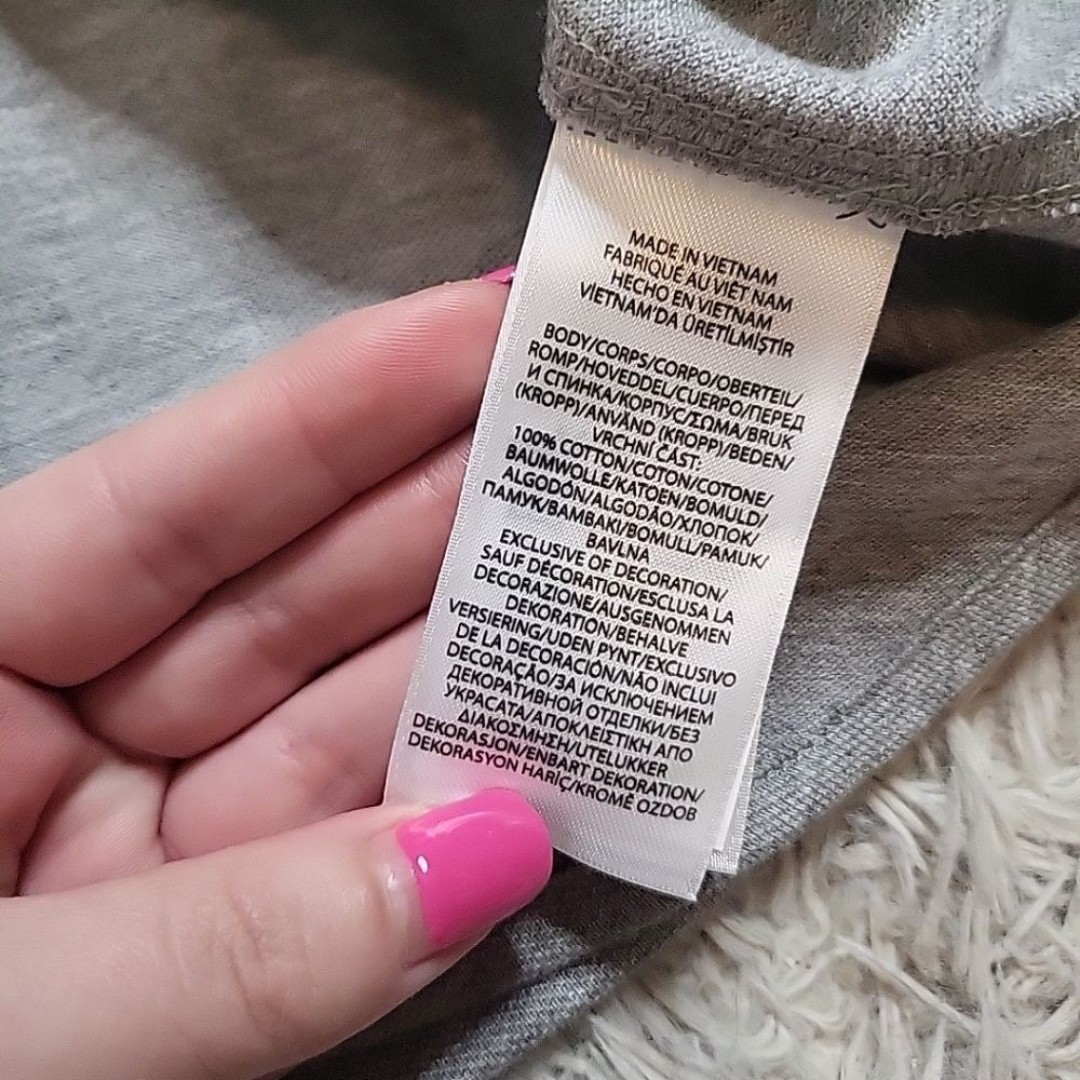 MADE IN VIETNAM
FABRIQUÉ AU VIÊT NAM
HECHO EN VIETNAM
VİETNAM'DA ÜRETİLMİŞTİR
BODY/CORPS/CORPO/OBERTEIL/
ROMP/HOVEDDEL/CUERPO/ПЕРЕД
И СПИНКА/КОРПУС/ΣΩΜΑ/BRUK
(KROPP)/ANVÄND (KROPP)/BEDEN/
VRCHNÍ ČÁST:
100% COTTON/COTON/COTONE/
BAUMWOLLE/KATOEN/BOMULD/
ALGODÓN/ALGODÃO/ХЛОПОК/
ПАМУК/ΒΑΜΒΑΚΙ/BOMULL/PAMUK/
BAVLNA
EXCLUSIVE OF DECORATION/
SAUF DÉCORATION/ESCLUSA LA
DECORAZIONE/AUSGENOMMEN
DEKORATION/BEHALVE
VERSIERING/UDEN PYNT/EXCLUSIVO
DE LA DECORACIÓN/NÃO INCLUI
DECORAÇÃO/ЗА ИСКЛЮЧЕНИЕМ
ДЕКОРАТИВНОЙ ОТДЕЛКИ/БЕЗ
УКРАСАТА/ΑΠΟΚΛΕΙΣΤΙΚΗ ΑΠΟ
ΔΙΑΚΟΣΜΗΣΗ/UTELUKKER
DEKORASJON/ENBART DEKORATION/
DEKORASYON HARİÇ/KROMĚ OZDOB